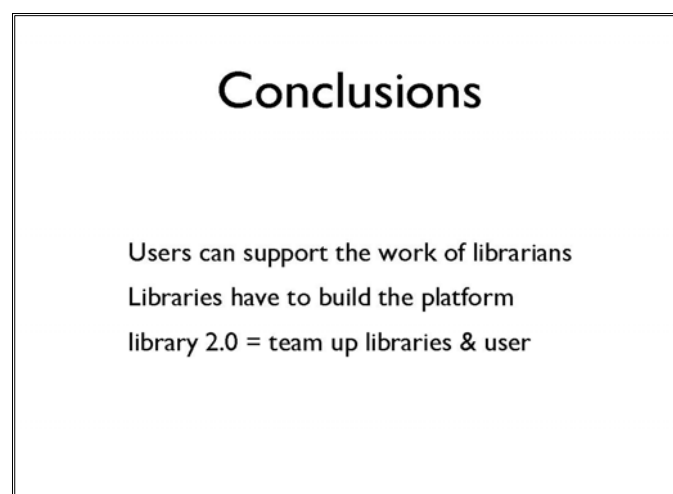 Conclusions
Users can support the work of librarians
Libraries have to build the platform
library 2.0 = team up libraries & user